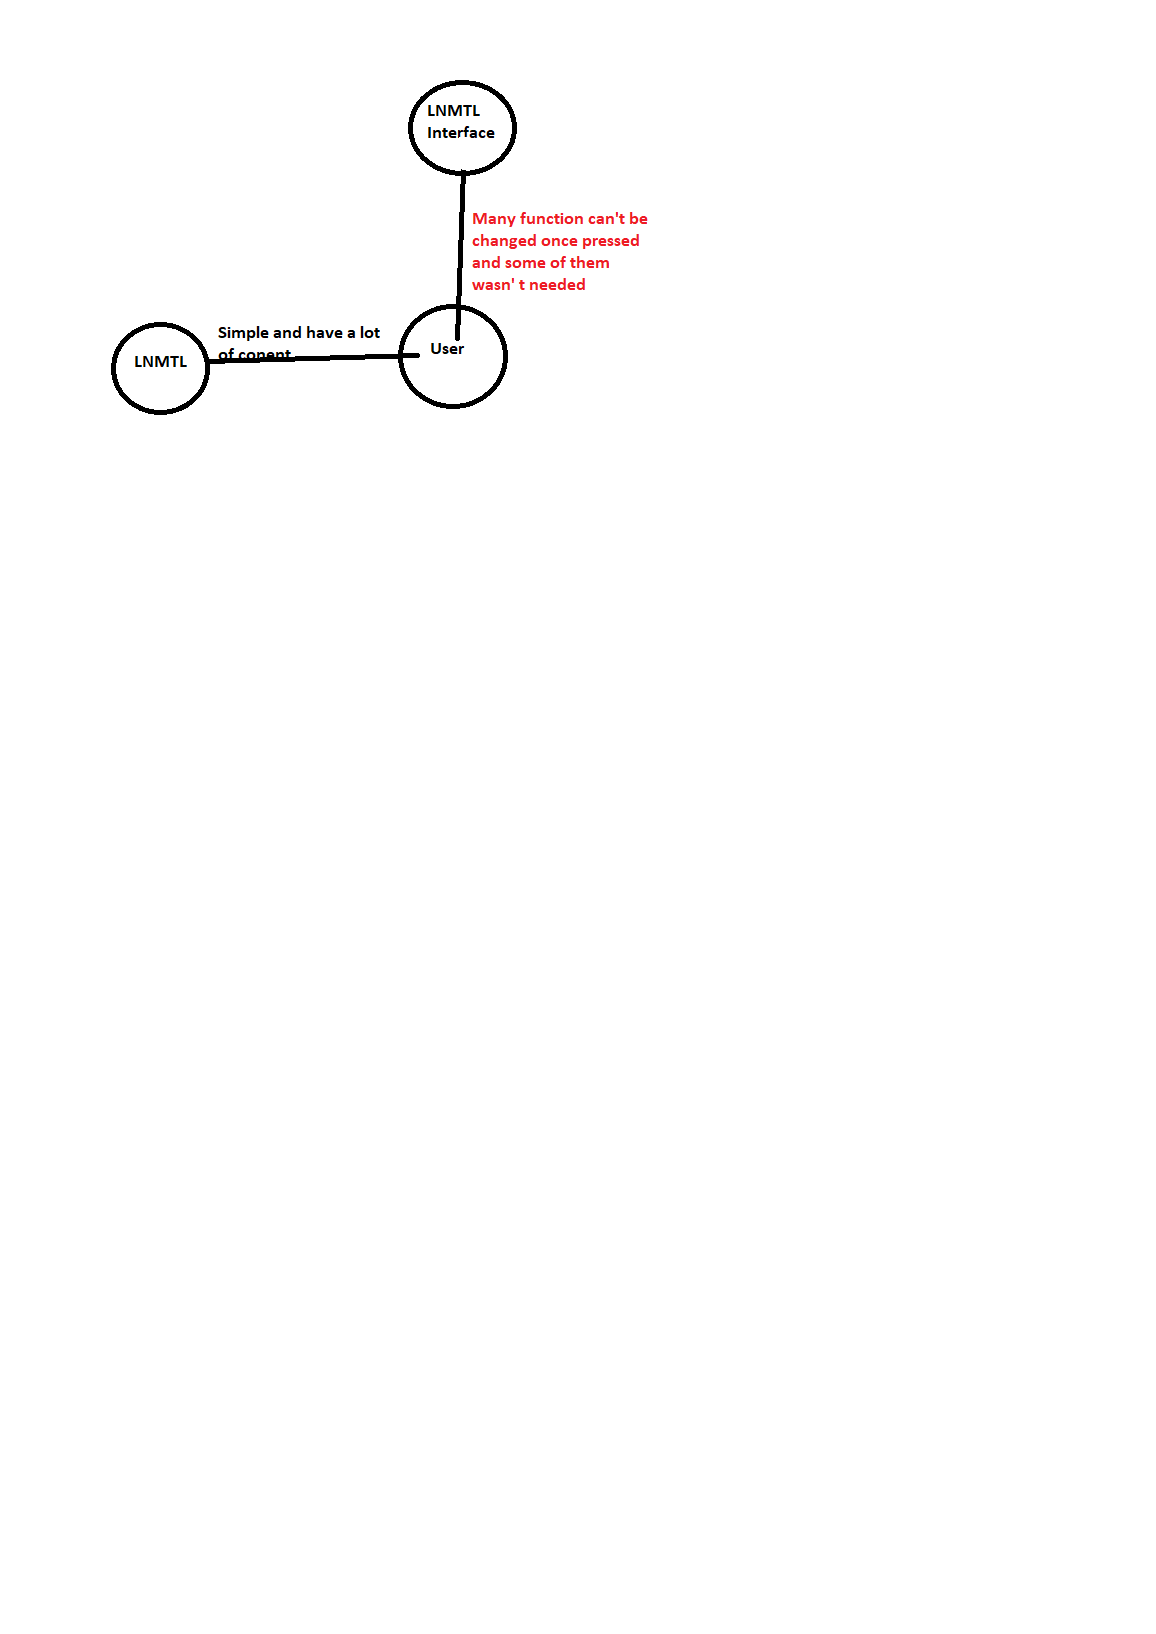 LNMTL
Interface
Many function can't be
changed once pressed
and some of them
wasn' t needed
Simple and have a lot
of conent
LNMTL
User